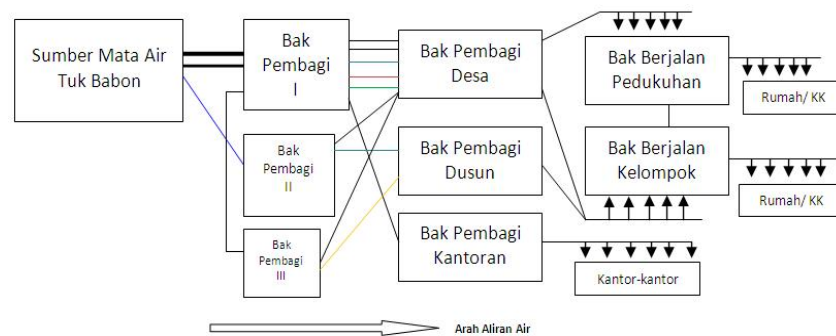 Sumber Mata Air
Tuk Babon
Bak
Pembagi
I
Bak
Pembagi
II
Bak
Pembagi
III
Bak Pembagi
Desa
Bak Pembagi
Dusun
Bak Pembagi
Kantoran
Bak Berjalan
Pedukuhan
Bak Berjalan
Kelompok
Rumah/ KK
Rumah/ KK
Kantor-kantor
Arah Aliran Air